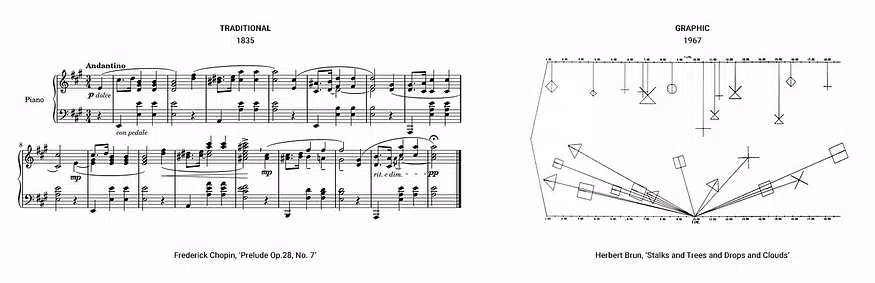 TRADITIONAL
1835
Andantino
Piano
p dolce
con pedale
8
mp
mp
rit. e dim.
pp
Frederick Chopin, 'Prelude Op.28, No. 7'
GRAPHIC
1967
TIME
Herbert Brun, 'Stalks and Trees and Drops and Clouds'